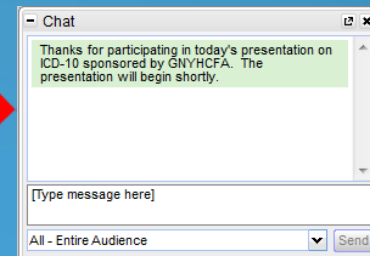 Chat
Thanks for participating in today's presentation on
ICD-10 sponsored by GNYHCFA. The
presentation will begin shortly.
[Type message here]
All - Entire Audience
Send